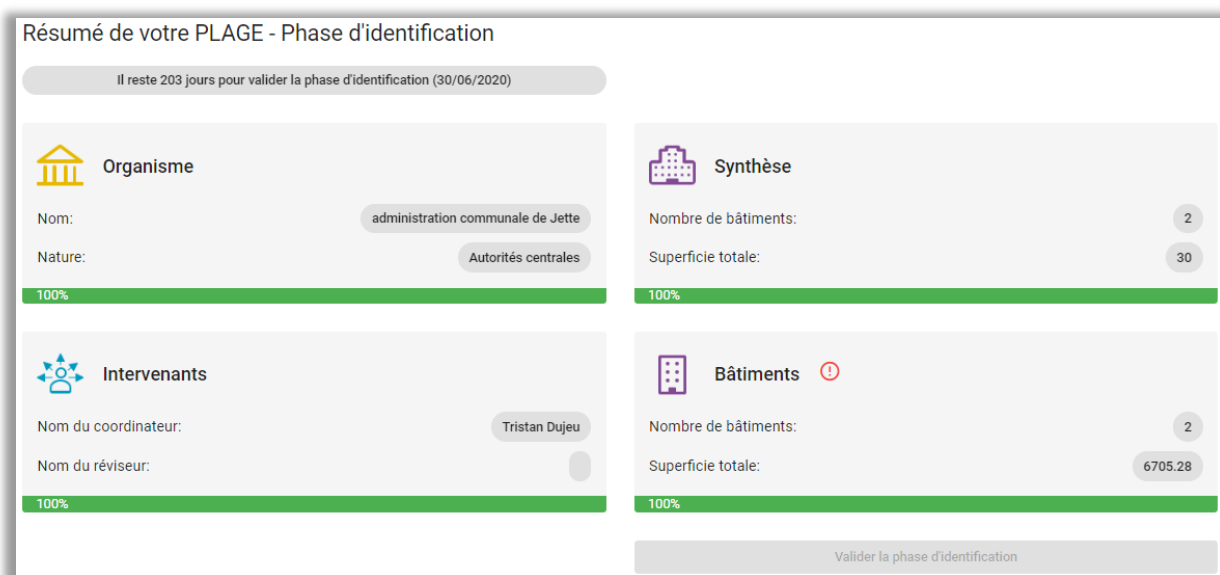 Résumé de votre PLAGE - Phase d'identification
Il reste 203 jours pour valider la phase d'identification (30/06/2020)
Organisme
Nom: administration communale de Jette
Nature: Autorités centrales
100%
Synthèse
Nombre de bâtiments: 2
Superficie totale: 30
100%
Intervenants
Nom du coordinateur: Tristan Dujeu
Nom du réviseur:
100%
Bâtiments
Nombre de bâtiments: 2
Superficie totale: 6705.28
100%
Valider la phase d'identification